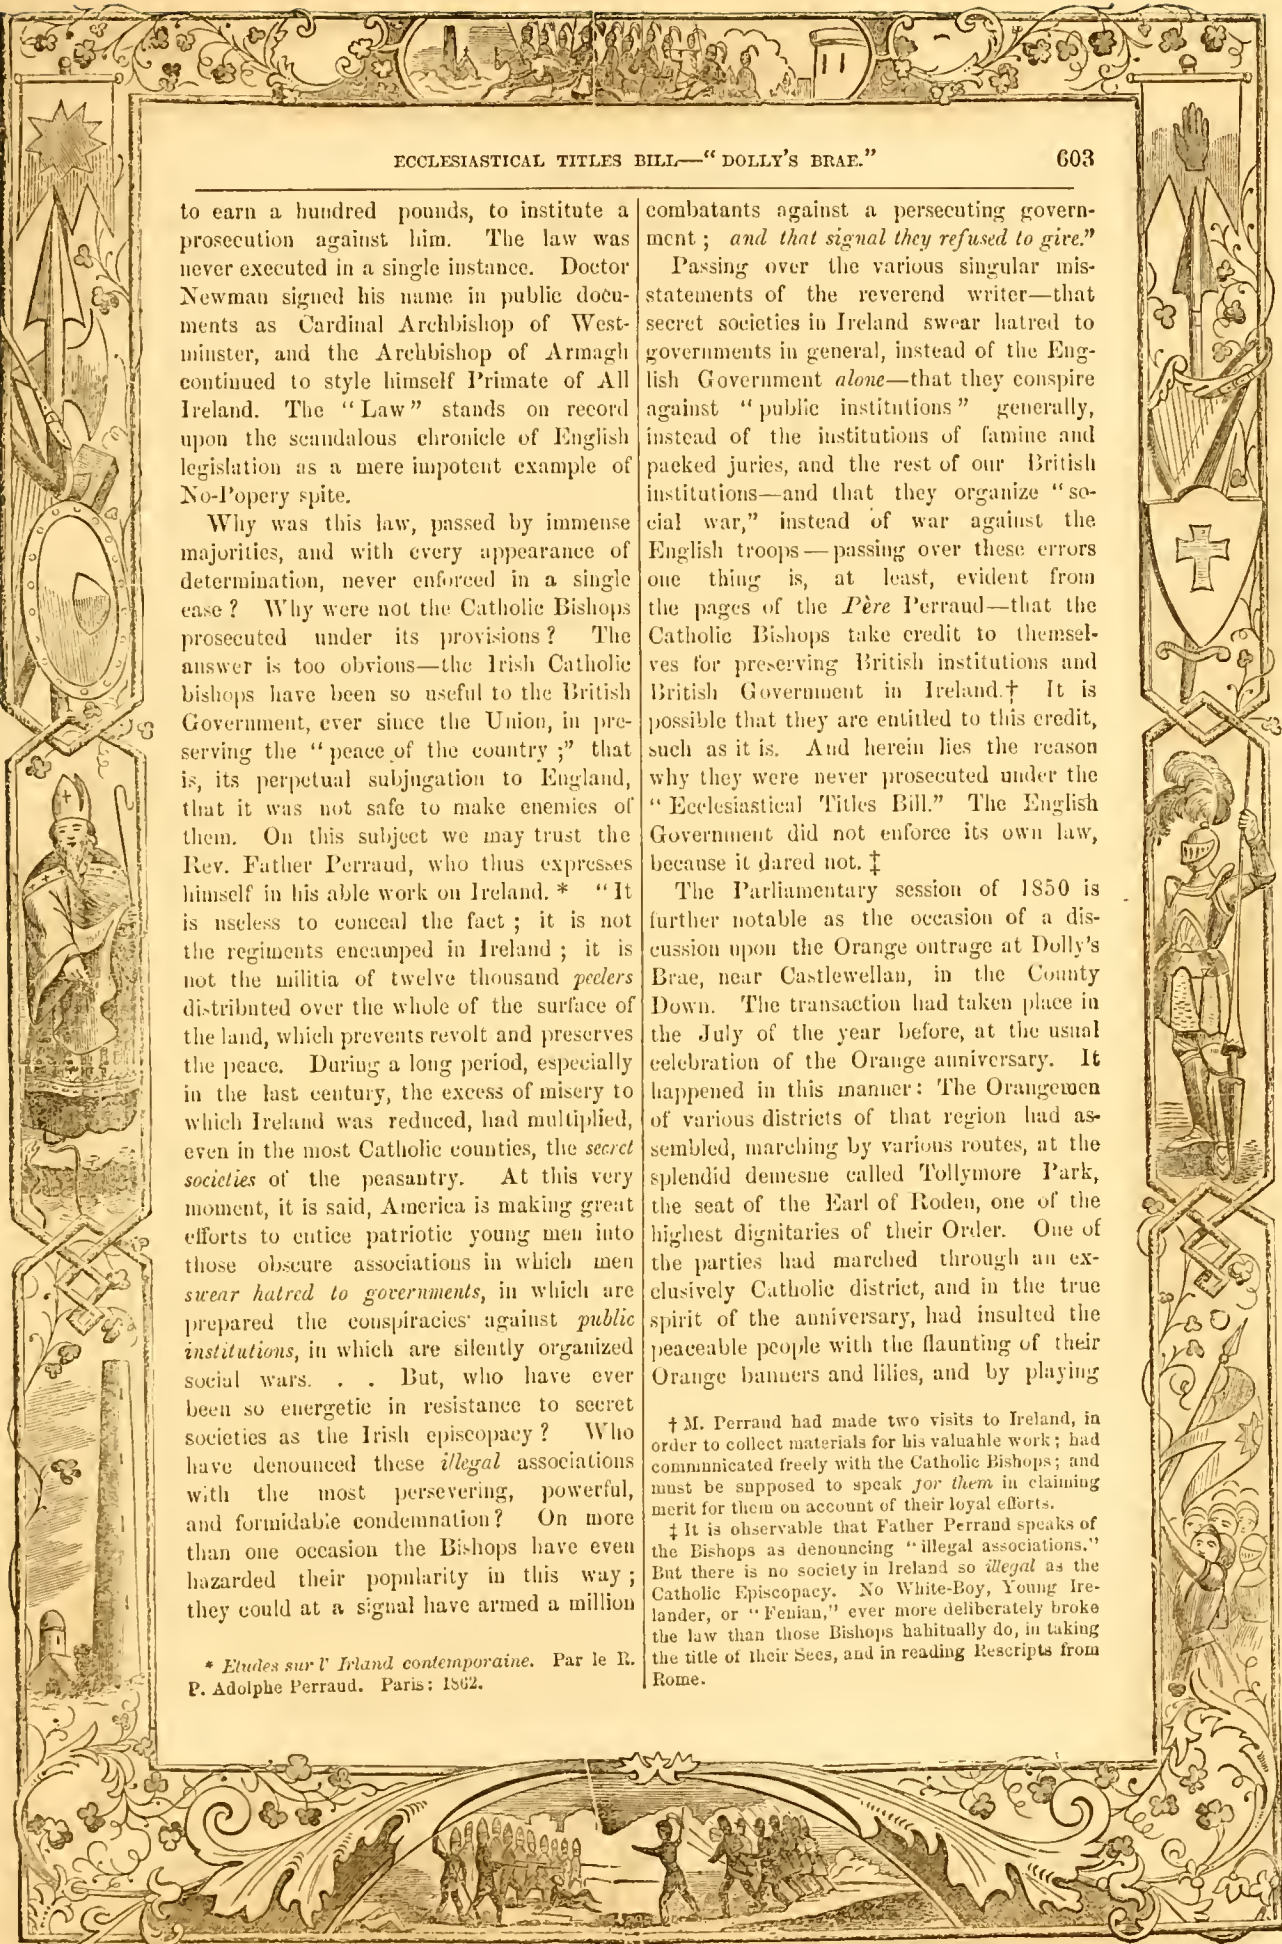 ECCLESIASTICAL TITLES BILL—“ DOLLY'S BRAE.” 603
to earn a hundred pounds, to institute a
prosecution against him. The law was
never executed in a single instance. Doctor
Newman signed his name in public docu-
ments as Cardinal Archbishop of West-
minster, and the Archbishop of Armagh
continued to style himself Primate of All
Ireland. The “Law” stands on record
upon the scandalous chronicle of English
legislation as a mere impotent example of
No-Popery spite.
Why was this law, passed by immense
majorities, and with every appearance of
determination, never enforced in a single
case? Why were not the Catholic Bishops
prosecuted under its provisions? The
answer is too obvious—the Irish Catholic
bishops have been so useful to the British
Government, ever since the Union, in pre-
serving the “peace of the country;” that
is, its perpetual subjugation to England,
that it was not safe to make enemies of
them. On this subject we may trust the
Rev. Father Perraud, who thus expresses
himself in his able work on Ireland. * “It
is useless to conceal the fact; it is not
the regiments encamped in Ireland; it is
not the militia of twelve thousand peelers
distributed over the whole of the surface of
the land, which prevents revolt and preserves
the peace. During a long period, especially
in the last century, the excess of misery to
which Ireland was reduced, had multiplied,
even in the most Catholic counties, the secret
societies of the peasantry. At this very
moment, it is said, America is making great
efforts to entice patriotic young men into
those obscure associations in which men
swear hatred to governments, in which are
prepared the conspiracies against public
institutions, in which are silently organized
social wars. . . But, who have ever
been so energetic in resistance to secret
societies as the Irish episcopacy? Who
have denounced these illegal associations
with the most persevering, powerful,
and formidable condemnation? On more
than one occasion the Bishops have even
hazarded their popularity in this way;
they could at a signal have armed a million
* Etudes sur l' Irland contemporaine. Par le R.
P. Adolphe Perraud. Paris: 1862.
combatants against a persecuting govern-
ment; and that signal they refused to give.”
Passing over the various singular mis-
statements of the reverend writer—that
secret societies in Ireland swear hatred to
governments in general, instead of the Eng-
lish Government alone—that they conspire
against “public institutions” generally,
instead of the institutions of famine and
packed juries, and the rest of our British
institutions—and that they organize “so-
cial war,” instead of war against the
English troops—passing over these errors
one thing is, at least, evident from
the pages of the Père Perraud—that the
Catholic Bishops take credit to themsel-
ves for preserving British institutions and
British Government in Ireland.† It is
possible that they are entitled to this credit,
such as it is. And herein lies the reason
why they were never prosecuted under the
“Ecclesiastical Titles Bill.” The English
Government did not enforce its own law,
because it dared not. ‡
The Parliamentary session of 1850 is
further notable as the occasion of a dis-
cussion upon the Orange outrage at Dolly's
Brae, near Castlewellan, in the County
Down. The transaction had taken place in
the July of the year before, at the usual
celebration of the Orange anniversary. It
happened in this manner: The Orangemen
of various districts of that region had as-
sembled, marching by various routes, at the
splendid demesne called Tollymore Park,
the seat of the Earl of Roden, one of the
highest dignitaries of their Order. One of
the parties had marched through an ex-
clusively Catholic district, and in the true
spirit of the anniversary, had insulted the
peaceable people with the flaunting of their
Orange banners and lilies, and by playing
† M. Perraud had made two visits to Ireland, in
order to collect materials for his valuable work; had
communicated freely with the Catholic Bishops; and
must be supposed to speak for them in claiming
merit for them on account of their loyal efforts.
‡ It is observable that Father Perraud speaks of
the Bishops as denouncing “illegal associations.”
But there is no society in Ireland so illegal as the
Catholic Episcopacy. No White-Boy, Young Ire-
lander, or “Fenian,” ever more deliberately broke
the law than those Bishops habitually do, in taking
the title of their Sees, and in reading Rescripts from
Rome.